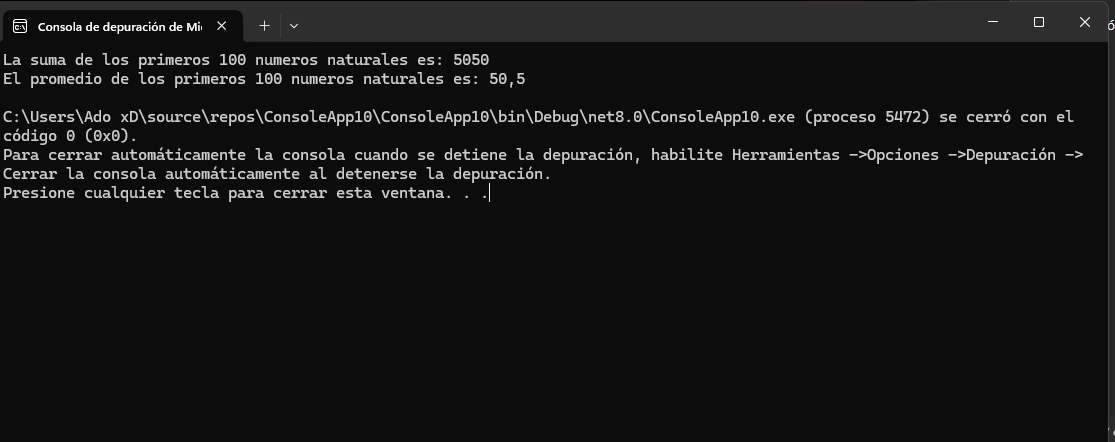 Consola de depuración de Mi
La suma de los primeros 100 numeros naturales es: 5050
El promedio de los primeros 100 numeros naturales es: 50,5
C:\Users\Ado xD\source\repos\ConsoleApp10\ConsoleApp10\bin\Debug\net8.0\ConsoleApp10.exe (proceso 5472) se cerró con el
código 0 (0x0).
Para cerrar automáticamente la consola cuando se detiene la depuración, habilite Herramientas ->Opciones ->Depuración ->
Cerrar la consola automáticamente al detenerse la depuración.
Presione cualquier tecla para cerrar esta ventana. . .